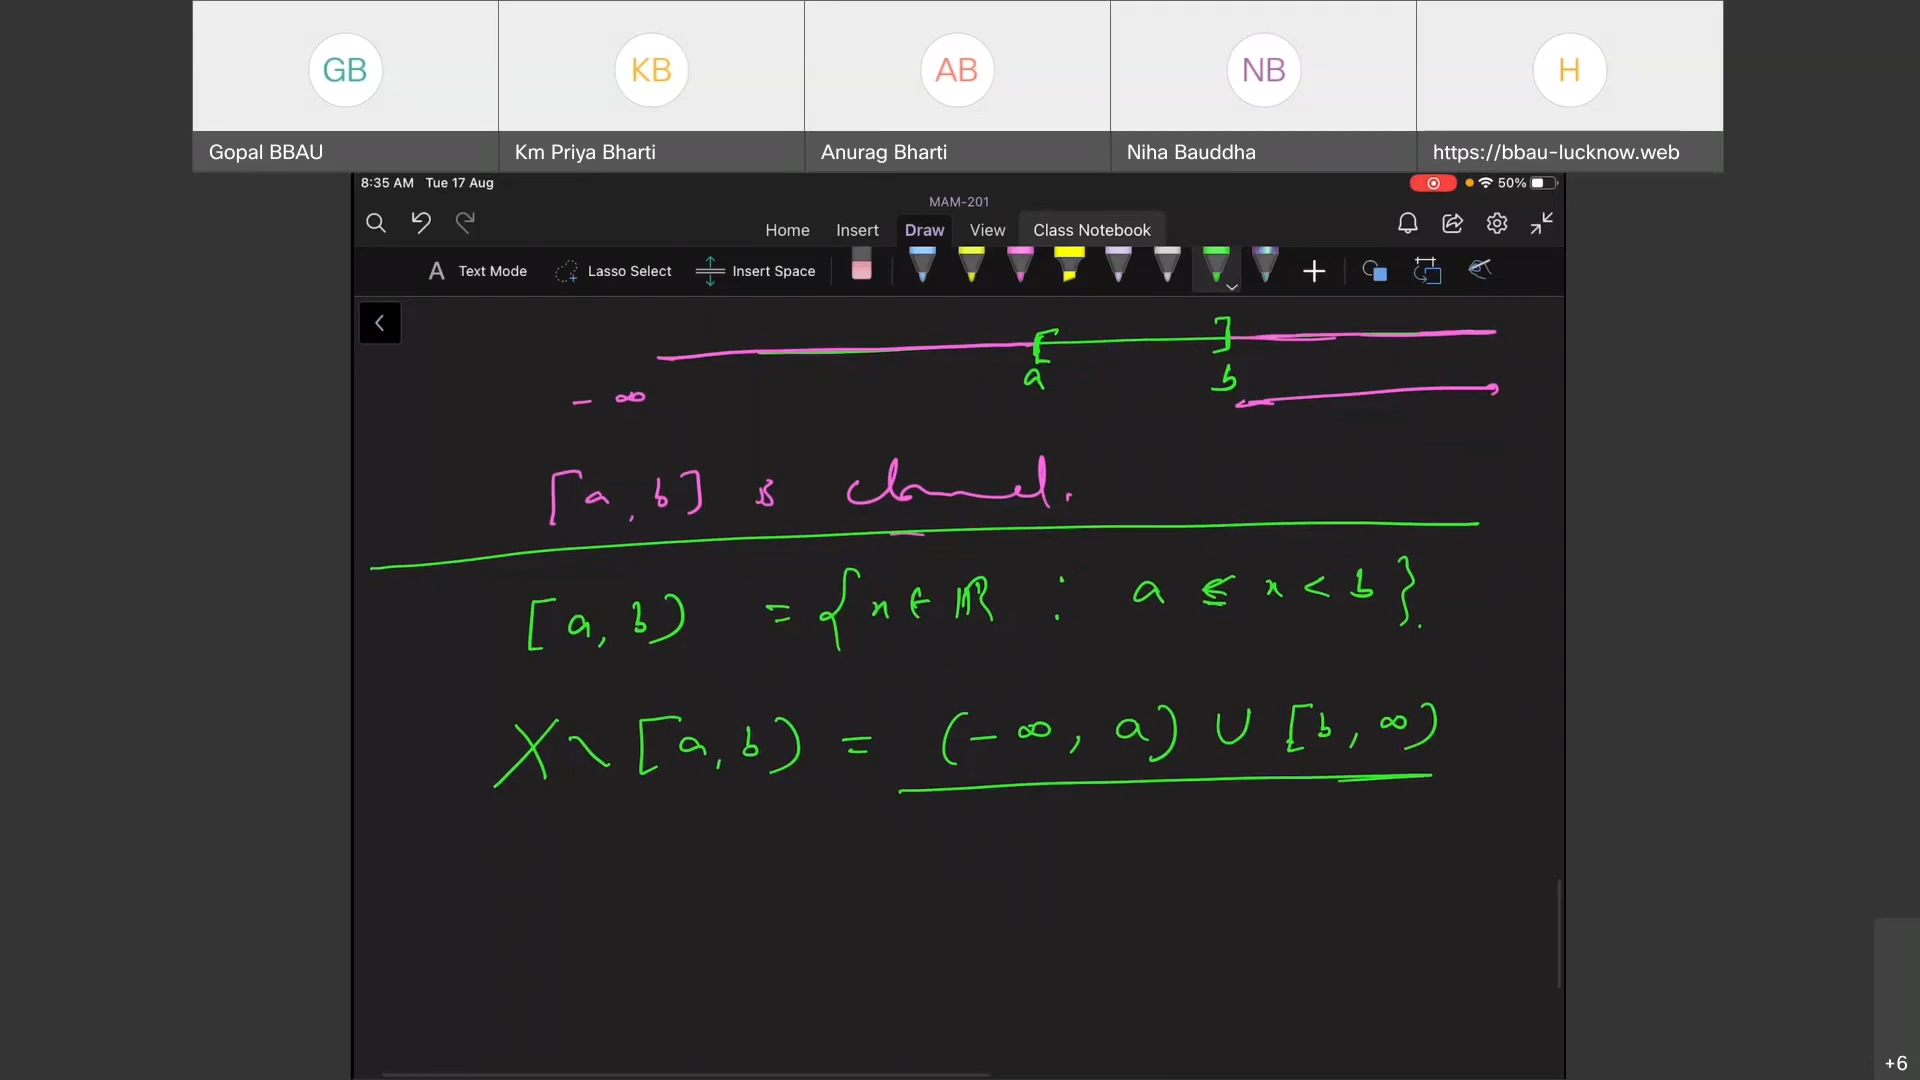 GB KB AB NB H
Gopal BBAU Km Priya Bharti Anurag Bharti Niha Bauddha https://bbau-lucknow.web
8:35 AM Tue 17 Aug 50%
MAM-201
Home Insert Draw View Class Notebook
A Text Mode Lasso Select Insert Space
a b
- ∞
[a, b] is closed.
[a, b) = {x ∈ ℝ : a ≤ x < b}.
X ∖ [a, b) = (-∞, a) ∪ [b, ∞)
+6